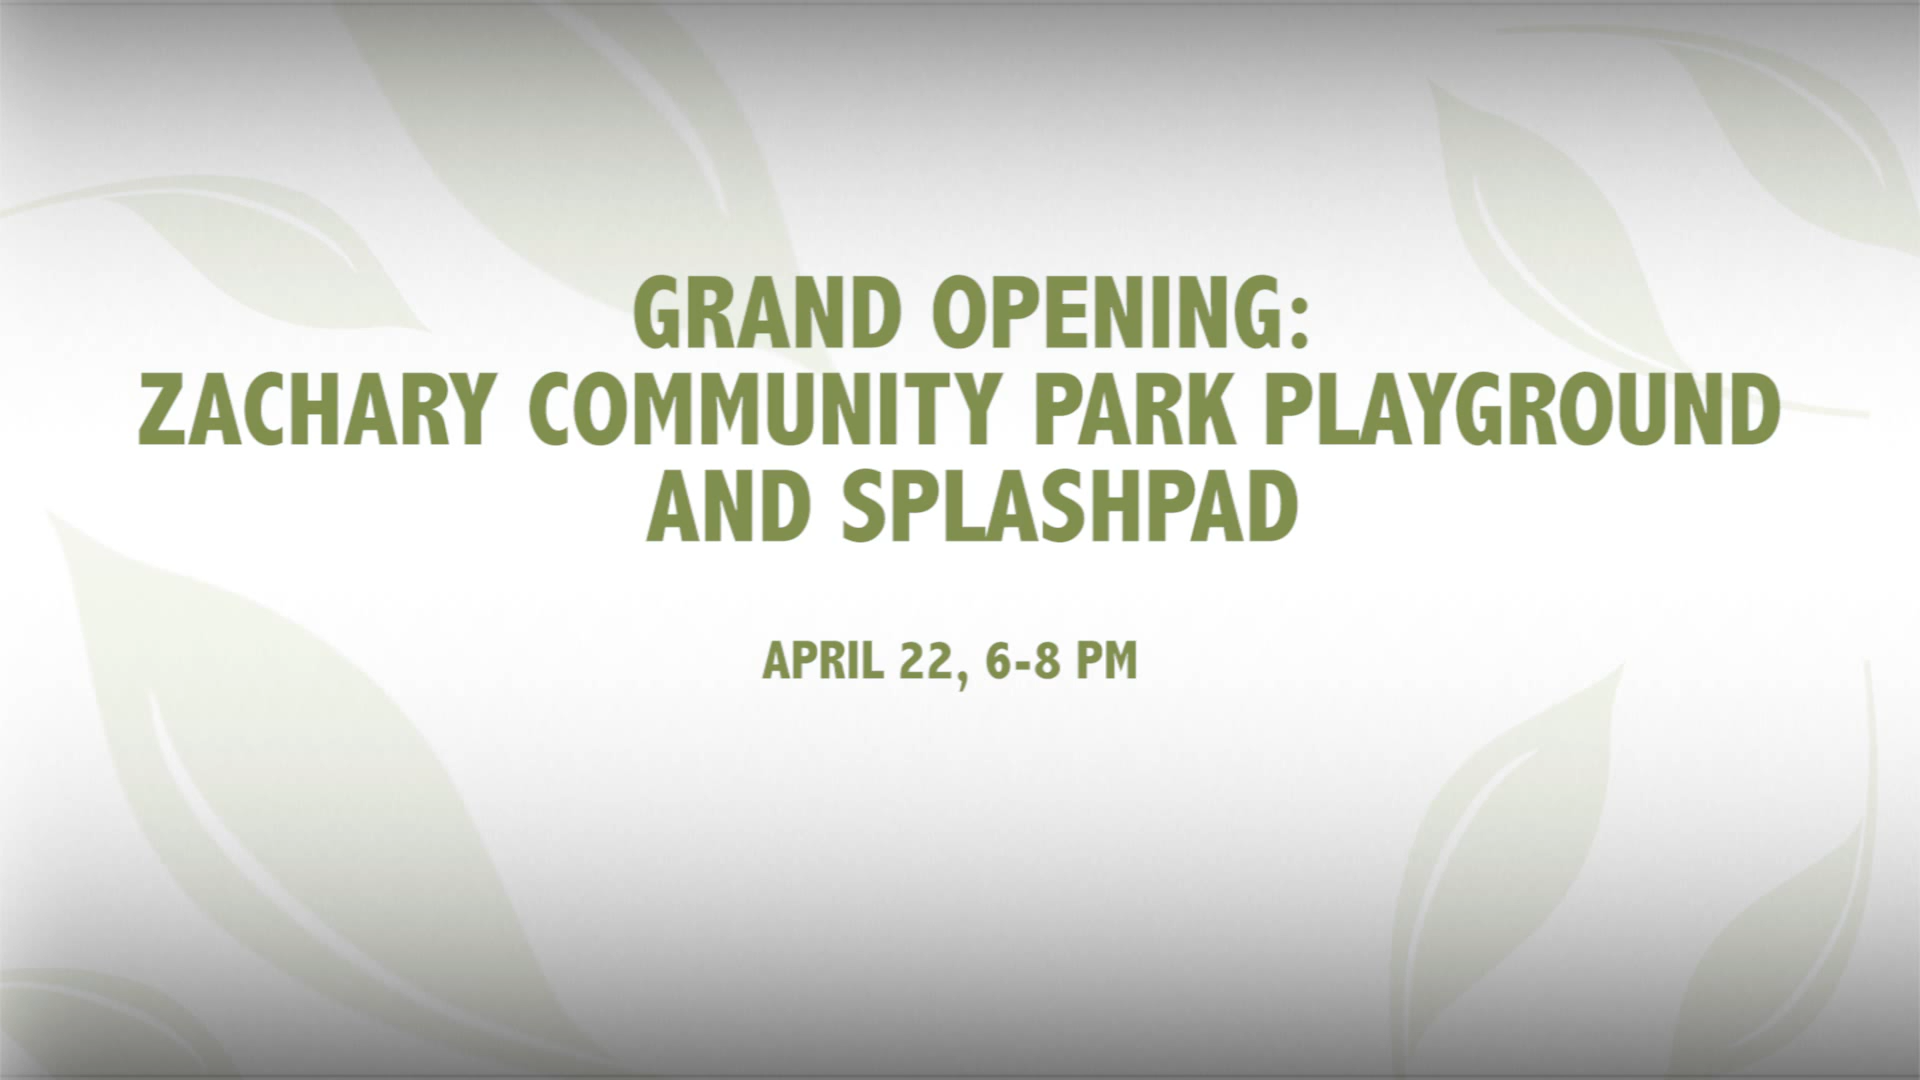 GRAND OPENING:
ZACHARY COMMUNITY PARK PLAYGROUND
AND SPLASHPAD
APRIL 22, 6-8 PM